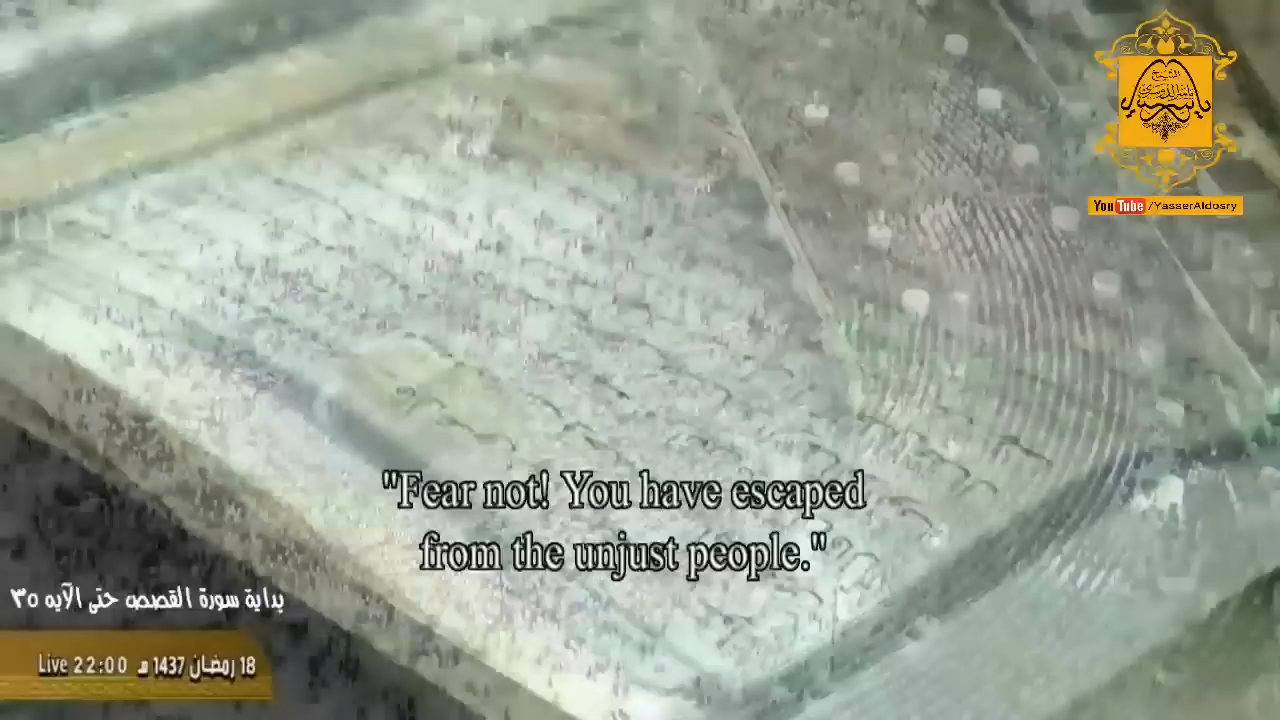 الشيخ
YouTube /YasserAldosry
"Fear not! You have escaped
from the unjust people."
بداية سورة القصص حتى الآيه ٣٥
Live 22:00 18 رمضان 1437 هـ